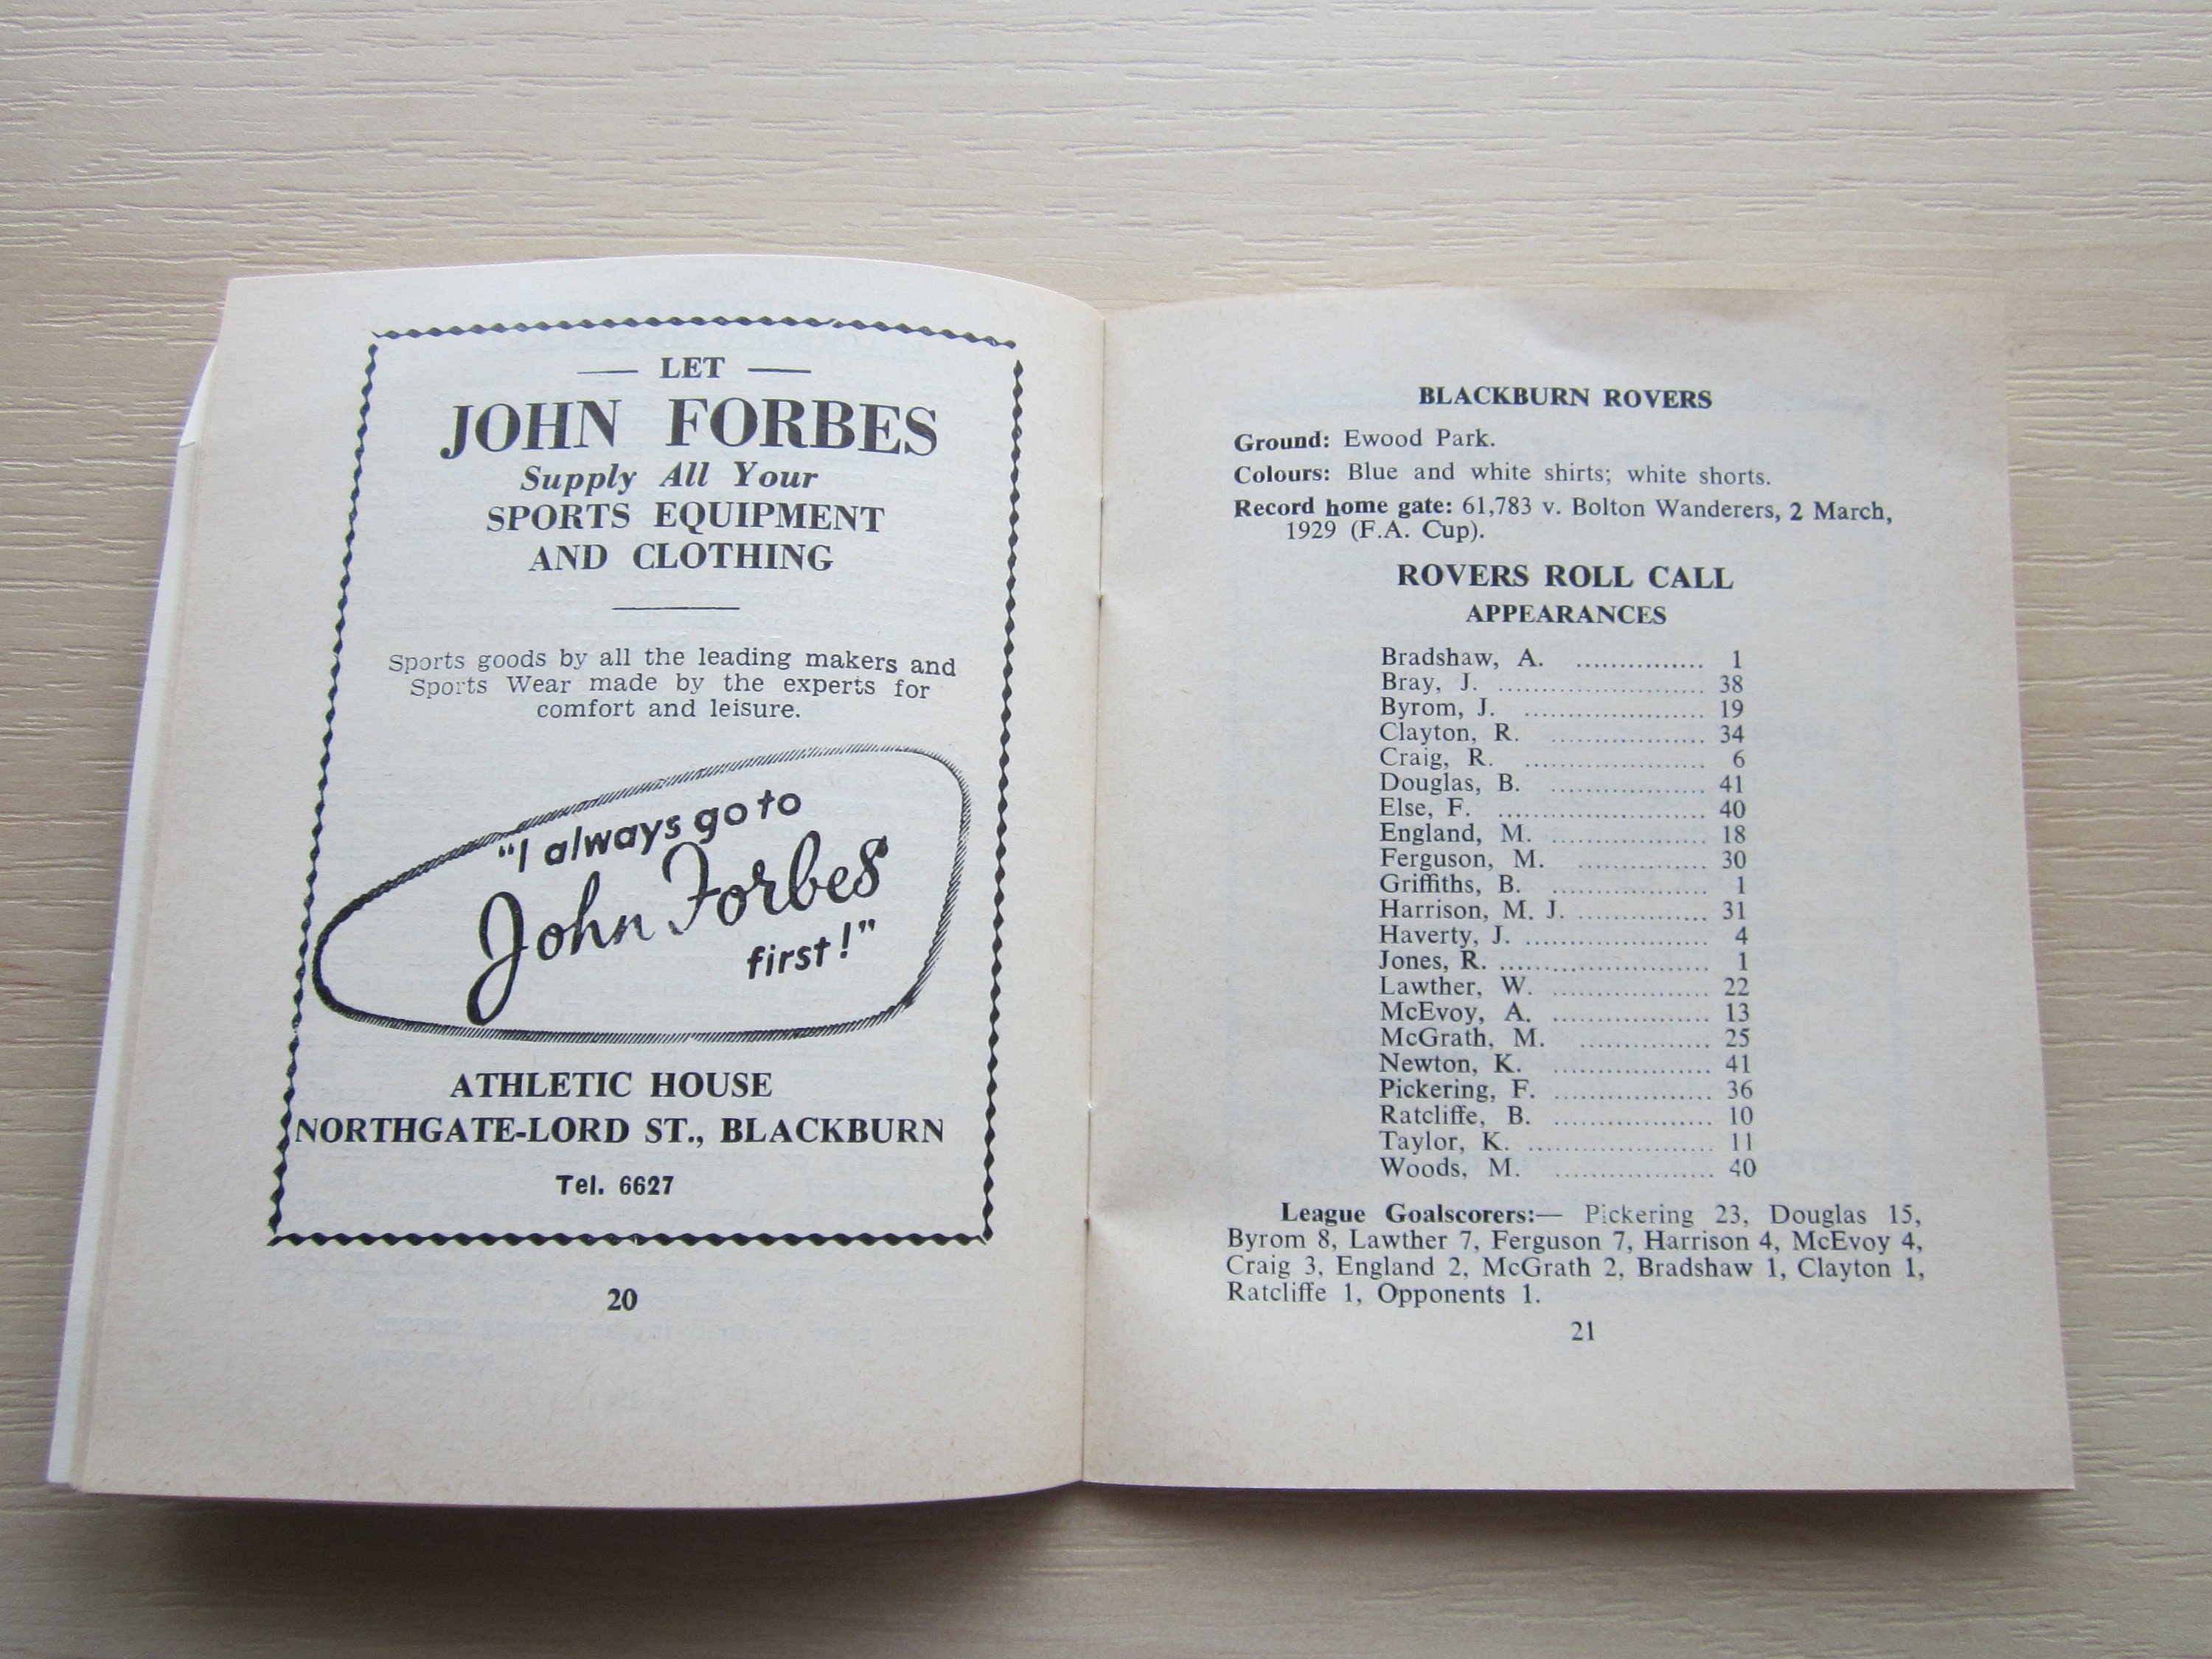 — LET —
JOHN FORBES
Supply All Your
SPORTS EQUIPMENT
AND CLOTHING
Sports goods by all the leading makers and
Sports Wear made by the experts for
comfort and leisure.
"I always go to
John Forbes
first!"
ATHLETIC HOUSE
NORTHGATE-LORD ST., BLACKBURN
Tel. 6627
20
BLACKBURN ROVERS
Ground: Ewood Park.
Colours: Blue and white shirts; white shorts.
Record home gate: 61,783 v. Bolton Wanderers, 2 March,
1929 (F.A. Cup).
ROVERS ROLL CALL
APPEARANCES
Bradshaw, A. ............... 1
Bray, J. ........................ 38
Byrom, J. ..................... 19
Clayton, R. .................. 34
Craig, R. ..................... 6
Douglas, B. .................. 41
Else, F. ........................ 40
England, M. .................. 18
Ferguson, M. ............... 30
Griffiths, B. .................. 1
Harrison, M. J. ............... 31
Haverty, J. ..................... 4
Jones, R. ........................ 1
Lawther, W. .................. 22
McEvoy, A. .................. 13
McGrath, M. ............... 25
Newton, K. .................. 41
Pickering, F. .................. 36
Ratcliffe, B. .................. 10
Taylor, K. ..................... 11
Woods, M. .................. 40
League Goalscorers:— Pickering 23, Douglas 15,
Byrom 8, Lawther 7, Ferguson 7, Harrison 4, McEvoy 4,
Craig 3, England 2, McGrath 2, Bradshaw 1, Clayton 1,
Ratcliffe 1, Opponents 1.
21